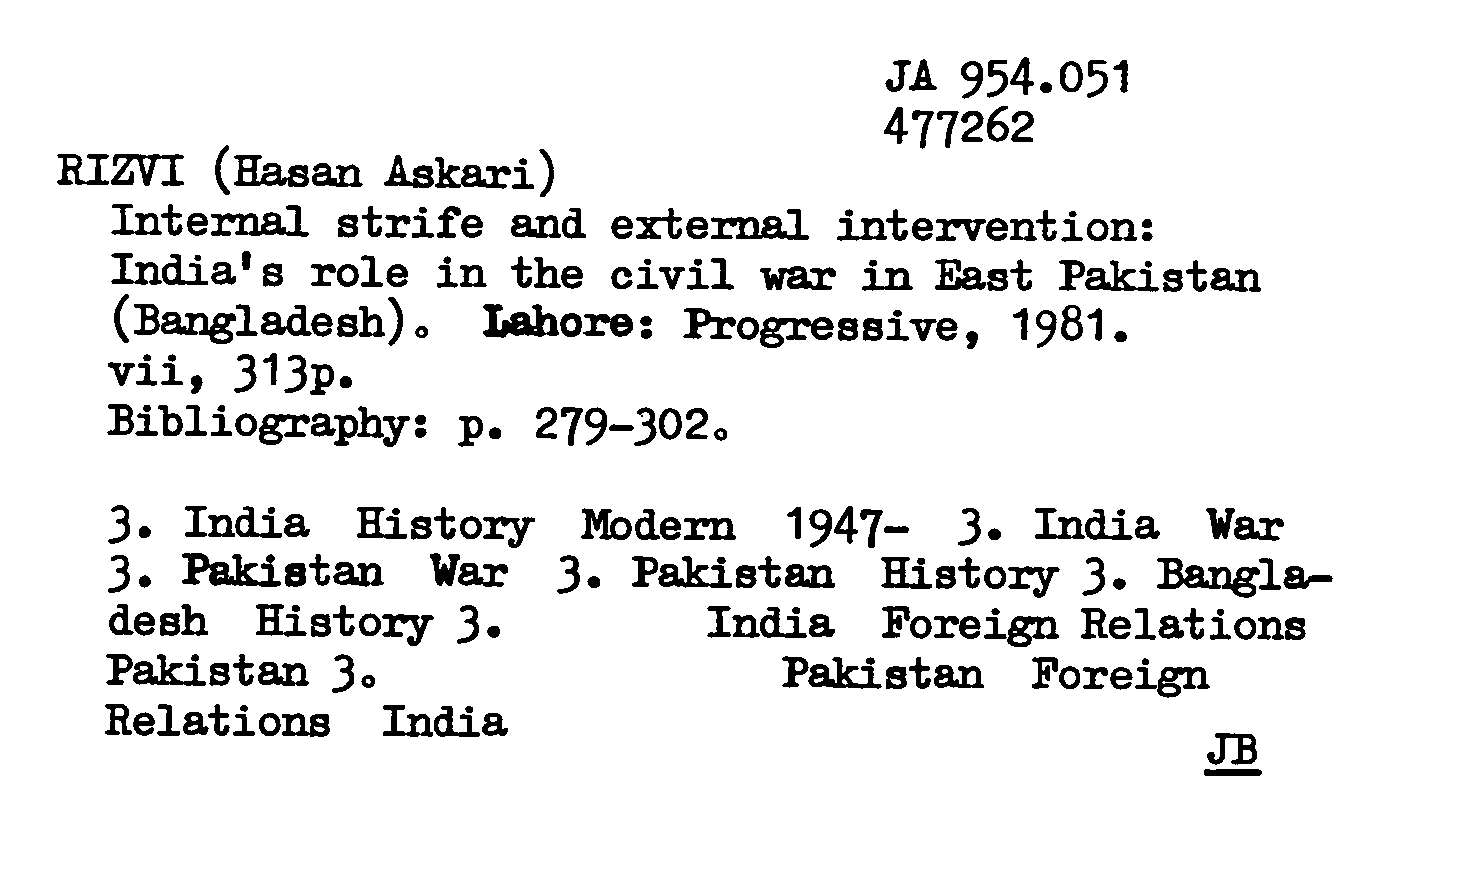 JA 954.051
477262
RIZVI (Hasan Askari)
Internal strife and external intervention:
India's role in the civil war in East Pakistan
(Bangladesh). Lahore: Progressive, 1981.
vii, 313p.
Bibliography: p. 279-302.
3. India History Modern 1947- 3. India War
3. Pakistan War 3. Pakistan History 3. Bangla-
desh History 3. India Foreign Relations
Pakistan 3. Pakistan Foreign
Relations India
JB